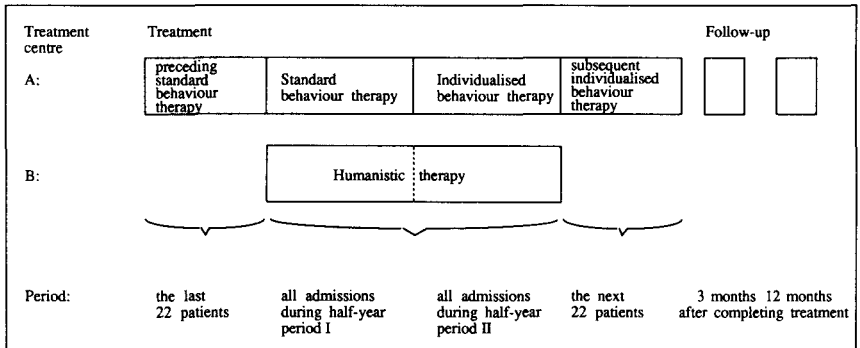 Treatment centre
Treatment
Follow-up
A:
preceding
standard
behaviour
therapy
Standard
behaviour therapy
Individualised
behaviour therapy
subsequent
individualised
behaviour
therapy
B:
Humanistic therapy
Period:
the last
22 patients
all admissions
during half-year
period I
all admissions
during half-year
period II
the next
22 patients
3 months 12 months
after completing treatment